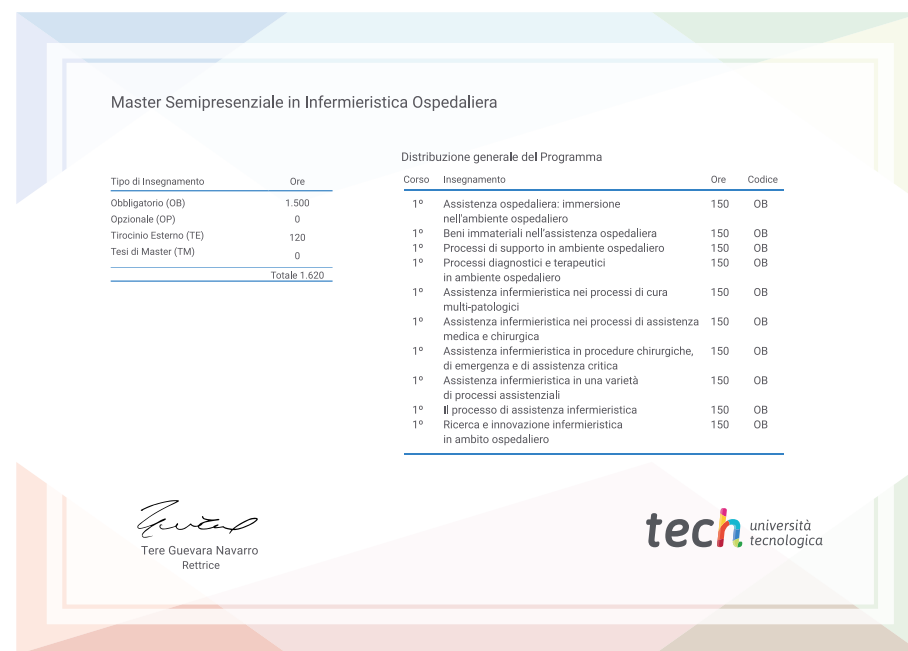 Master Semipresenziale in Infermieristica Ospedaliera
Tipo di Insegnamento Ore
Obbligatorio (OB) 1.500
Opzionale (OP) 0
Tirocinio Esterno (TE) 120
Tesi di Master (TM) 0
Totale 1.620
Distribuzione generale del Programma
Corso Insegnamento Ore Codice
1º Assistenza ospedaliera: immersione 150 OB
nell'ambiente ospedaliero
1º Beni immateriali nell'assistenza ospedaliera 150 OB
1º Processi di supporto in ambiente ospedaliero 150 OB
1º Processi diagnostici e terapeutici 150 OB
in ambiente ospedaliero
1º Assistenza infermieristica nei processi di cura 150 OB
multi-patologici
1º Assistenza infermieristica nei processi di assistenza 150 OB
medica e chirurgica
1º Assistenza infermieristica in procedure chirurgiche, 150 OB
di emergenza e di assistenza critica
1º Assistenza infermieristica in una varietà 150 OB
di processi assistenziali
1º Il processo di assistenza infermieristica 150 OB
1º Ricerca e innovazione infermieristica 150 OB
in ambito ospedaliero
Tere Guevara Navarro
Rettrice
tech università
tecnologica